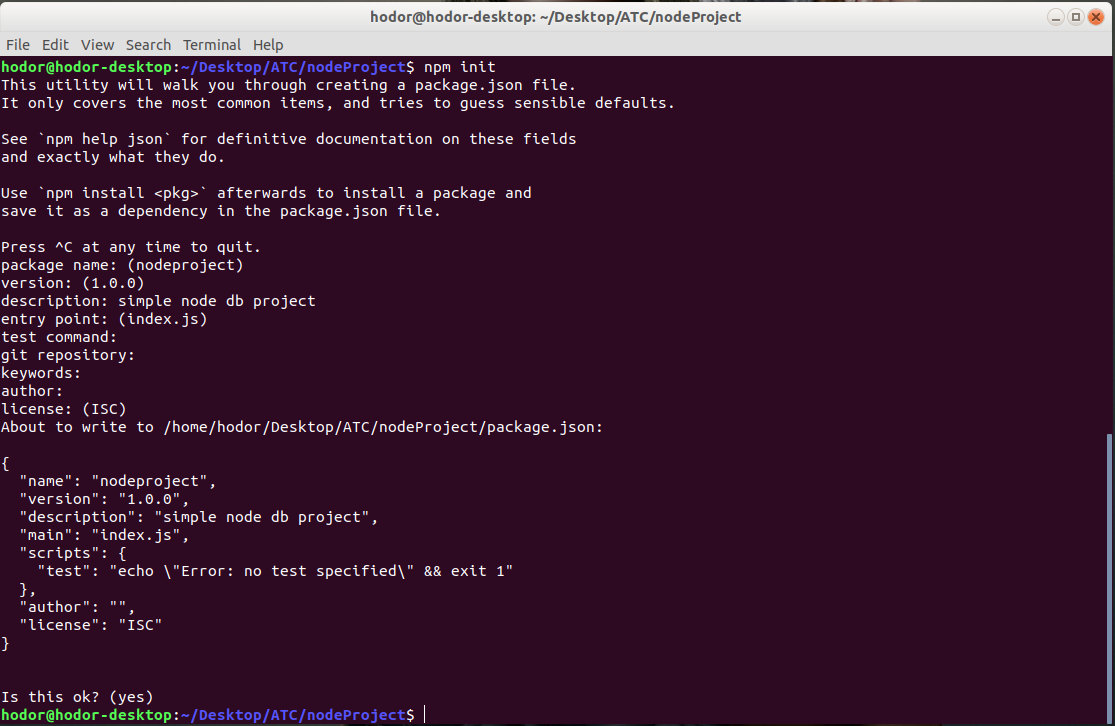 hodor@hodor-desktop: ~/Desktop/ATC/nodeProject
File Edit View Search Terminal Help
hodor@hodor-desktop:~/Desktop/ATC/nodeProject$ npm init
This utility will walk you through creating a package.json file.
It only covers the most common items, and tries to guess sensible defaults.

See `npm help json` for definitive documentation on these fields
and exactly what they do.

Use `npm install <pkg>` afterwards to install a package and
save it as a dependency in the package.json file.

Press ^C at any time to quit.
package name: (nodeproject)
version: (1.0.0)
description: simple node db project
entry point: (index.js)
test command:
git repository:
keywords:
author:
license: (ISC)
About to write to /home/hodor/Desktop/ATC/nodeProject/package.json:

{
  "name": "nodeproject",
  "version": "1.0.0",
  "description": "simple node db project",
  "main": "index.js",
  "scripts": {
    "test": "echo \"Error: no test specified\" && exit 1"
  },
  "author": "",
  "license": "ISC"
}

Is this ok? (yes)
hodor@hodor-desktop:~/Desktop/ATC/nodeProject$